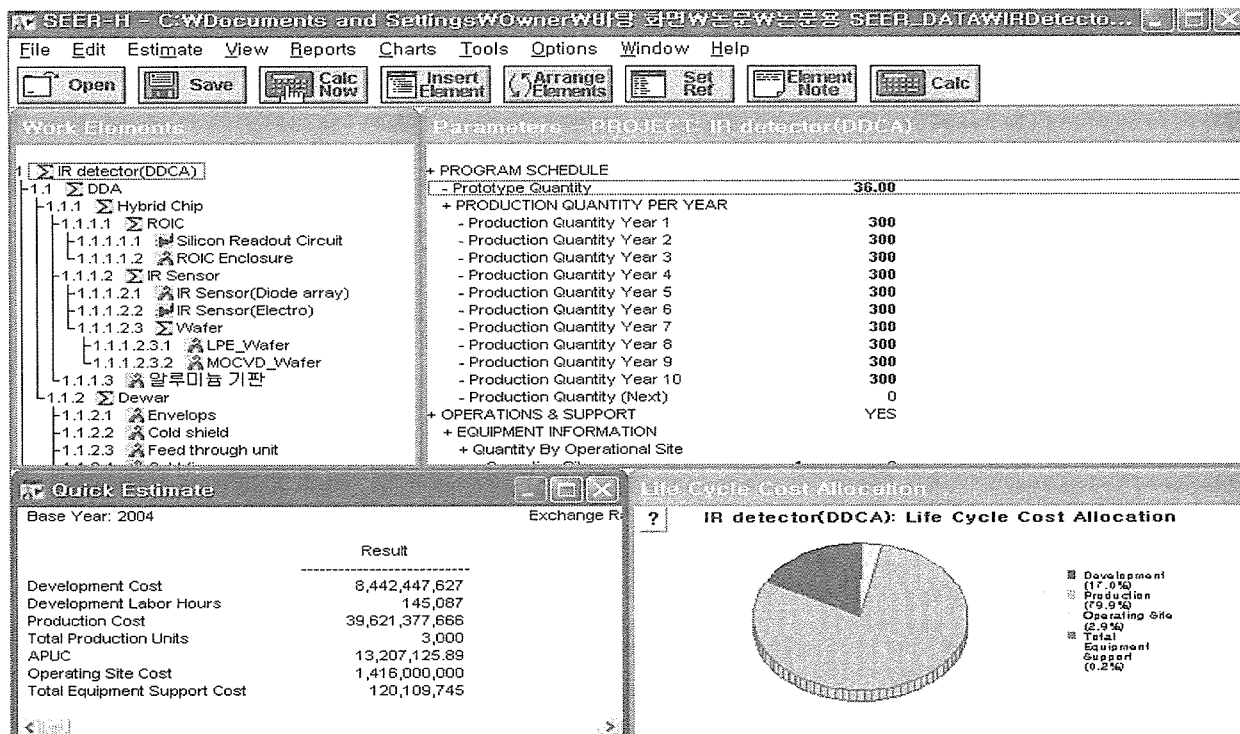 SEER-H - C:₩Documents and Settings₩Owner₩바탕 화면₩논문₩논문용 SEER_DATA₩IRDetecto...
File Edit Estimate View Reports Charts Tools Options Window Help
Open Save Calc Now Insert Element Arrange Elements Set Ref Element Note Calc
Work Elements
1 IR detector(DDCA)
1.1 DDA
1.1.1 Hybrid Chip
1.1.1.1 ROIC
1.1.1.1.1 Silicon Readout Circuit
1.1.1.1.2 ROIC Enclosure
1.1.1.2 IR Sensor
1.1.1.2.1 IR Sensor(Diode array)
1.1.1.2.2 IR Sensor(Electro)
1.1.1.2.3 Wafer
1.1.1.2.3.1 LPE_Wafer
1.1.1.2.3.2 MOCVD_Wafer
1.1.1.3 알루미늄 기판
1.1.2 Dewar
1.1.2.1 Envelops
1.1.2.2 Cold shield
1.1.2.3 Feed through unit
Parameters - PROJECT: IR detector(DDCA)
+ PROGRAM SCHEDULE
- Prototype Quantity 36.00
+ PRODUCTION QUANTITY PER YEAR
- Production Quantity Year 1 300
- Production Quantity Year 2 300
- Production Quantity Year 3 300
- Production Quantity Year 4 300
- Production Quantity Year 5 300
- Production Quantity Year 6 300
- Production Quantity Year 7 300
- Production Quantity Year 8 300
- Production Quantity Year 9 300
- Production Quantity Year 10 300
- Production Quantity (Next) 0
+ OPERATIONS & SUPPORT YES
+ EQUIPMENT INFORMATION
+ Quantity By Operational Site
Quick Estimate
Base Year: 2004 Exchange Ra
Result
Development Cost 8,442,447,627
Development Labor Hours 145,087
Production Cost 39,621,377,666
Total Production Units 3,000
APUC 13,207,125.89
Operating Site Cost 1,416,000,000
Total Equipment Support Cost 120,109,745
Life Cycle Cost Allocation
? IR detector(DDCA): Life Cycle Cost Allocation
Development
(17.0%)
Production
(79.9%)
Operating Site
(2.9%)
Total
Equipment
Support
(0.2%)